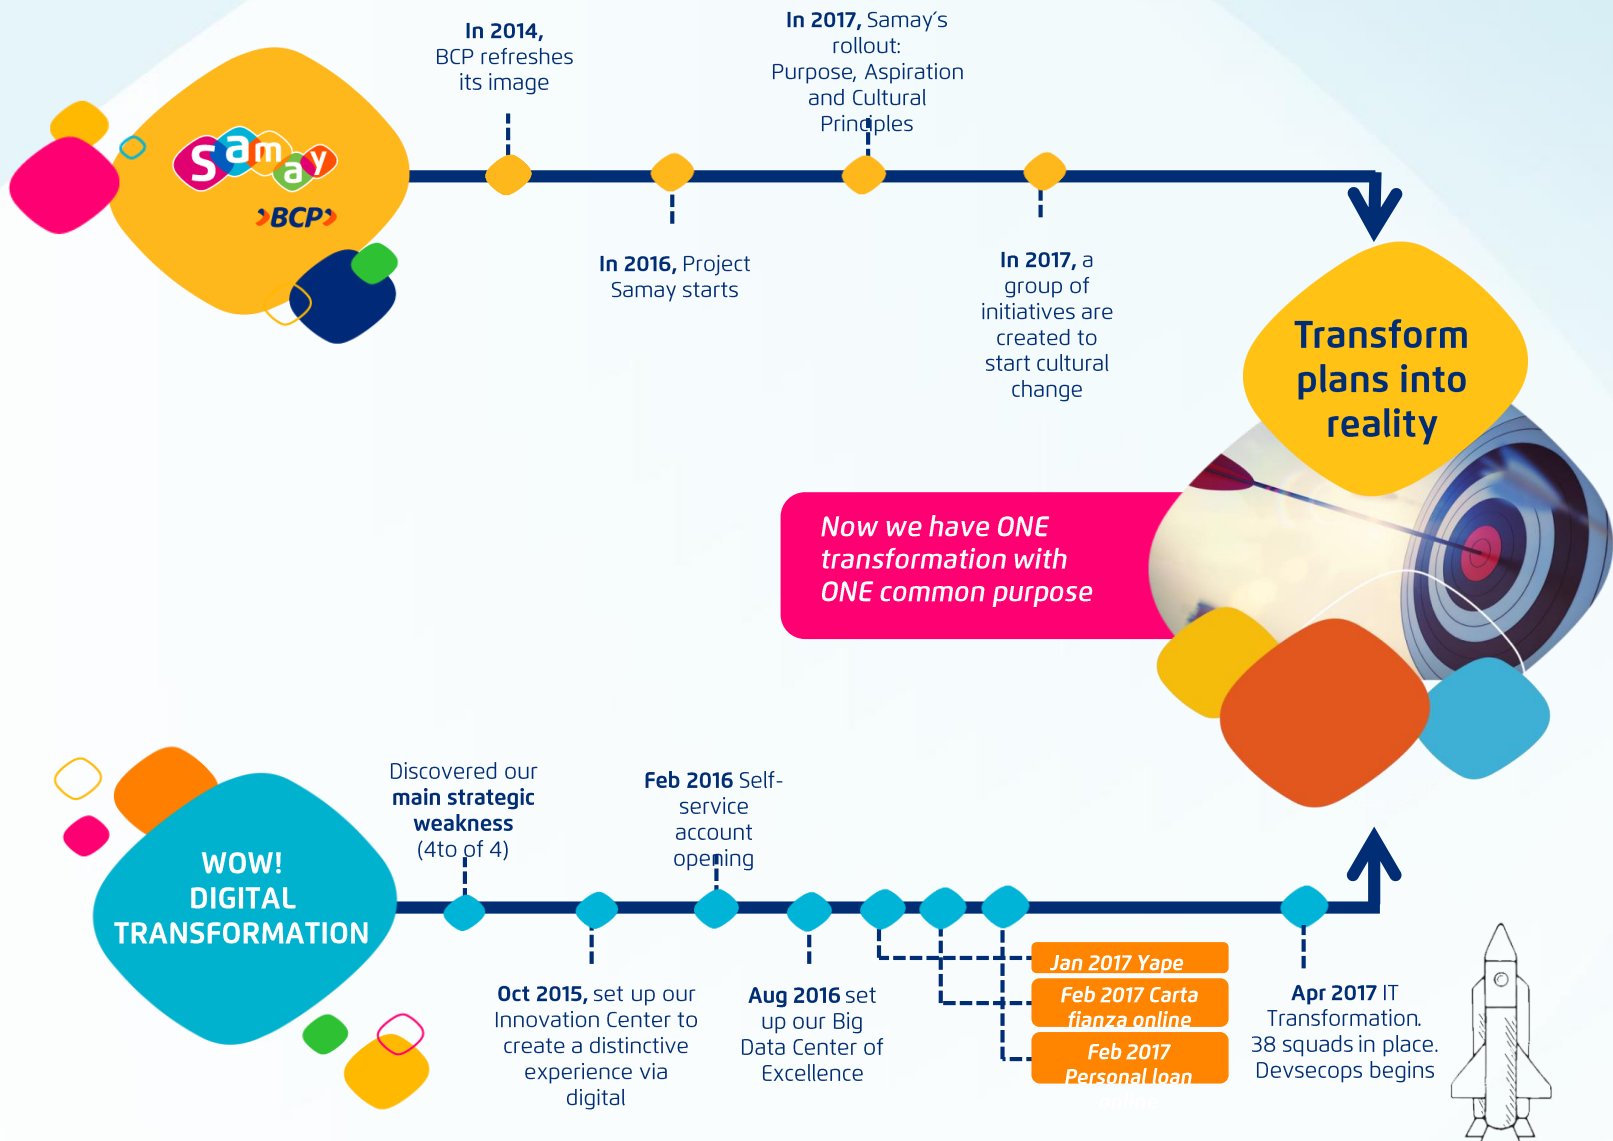 In 2014,
BCP refreshes
its image
In 2017, Samay´s
rollout:
Purpose, Aspiration
and Cultural
Principles
Samay
BCP
In 2016, Project
Samay starts
In 2017, a
group of
initiatives are
created to
start cultural
change
Transform
plans into
reality
Now we have ONE
transformation with
ONE common purpose
WOW!
DIGITAL
TRANSFORMATION
Discovered our
main strategic
weakness
(4to of 4)
Feb 2016 Self-
service
account
opening
Oct 2015, set up our
Innovation Center to
create a distinctive
experience via
digital
Aug 2016 set
up our Big
Data Center of
Excellence
Jan 2017 Yape
Feb 2017 Carta
fianza online
Feb 2017
Personal loan
online
Apr 2017 IT
Transformation.
38 squads in place.
Devsecops begins